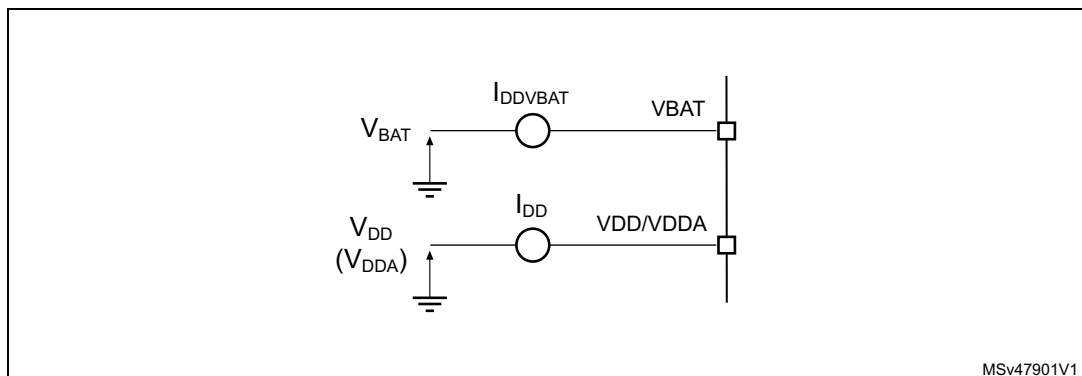 I_DDVBAT
VBAT
V_BAT
I_DD
VDD/VDDA
V_DD
(V_DDA)
MSv47901V1